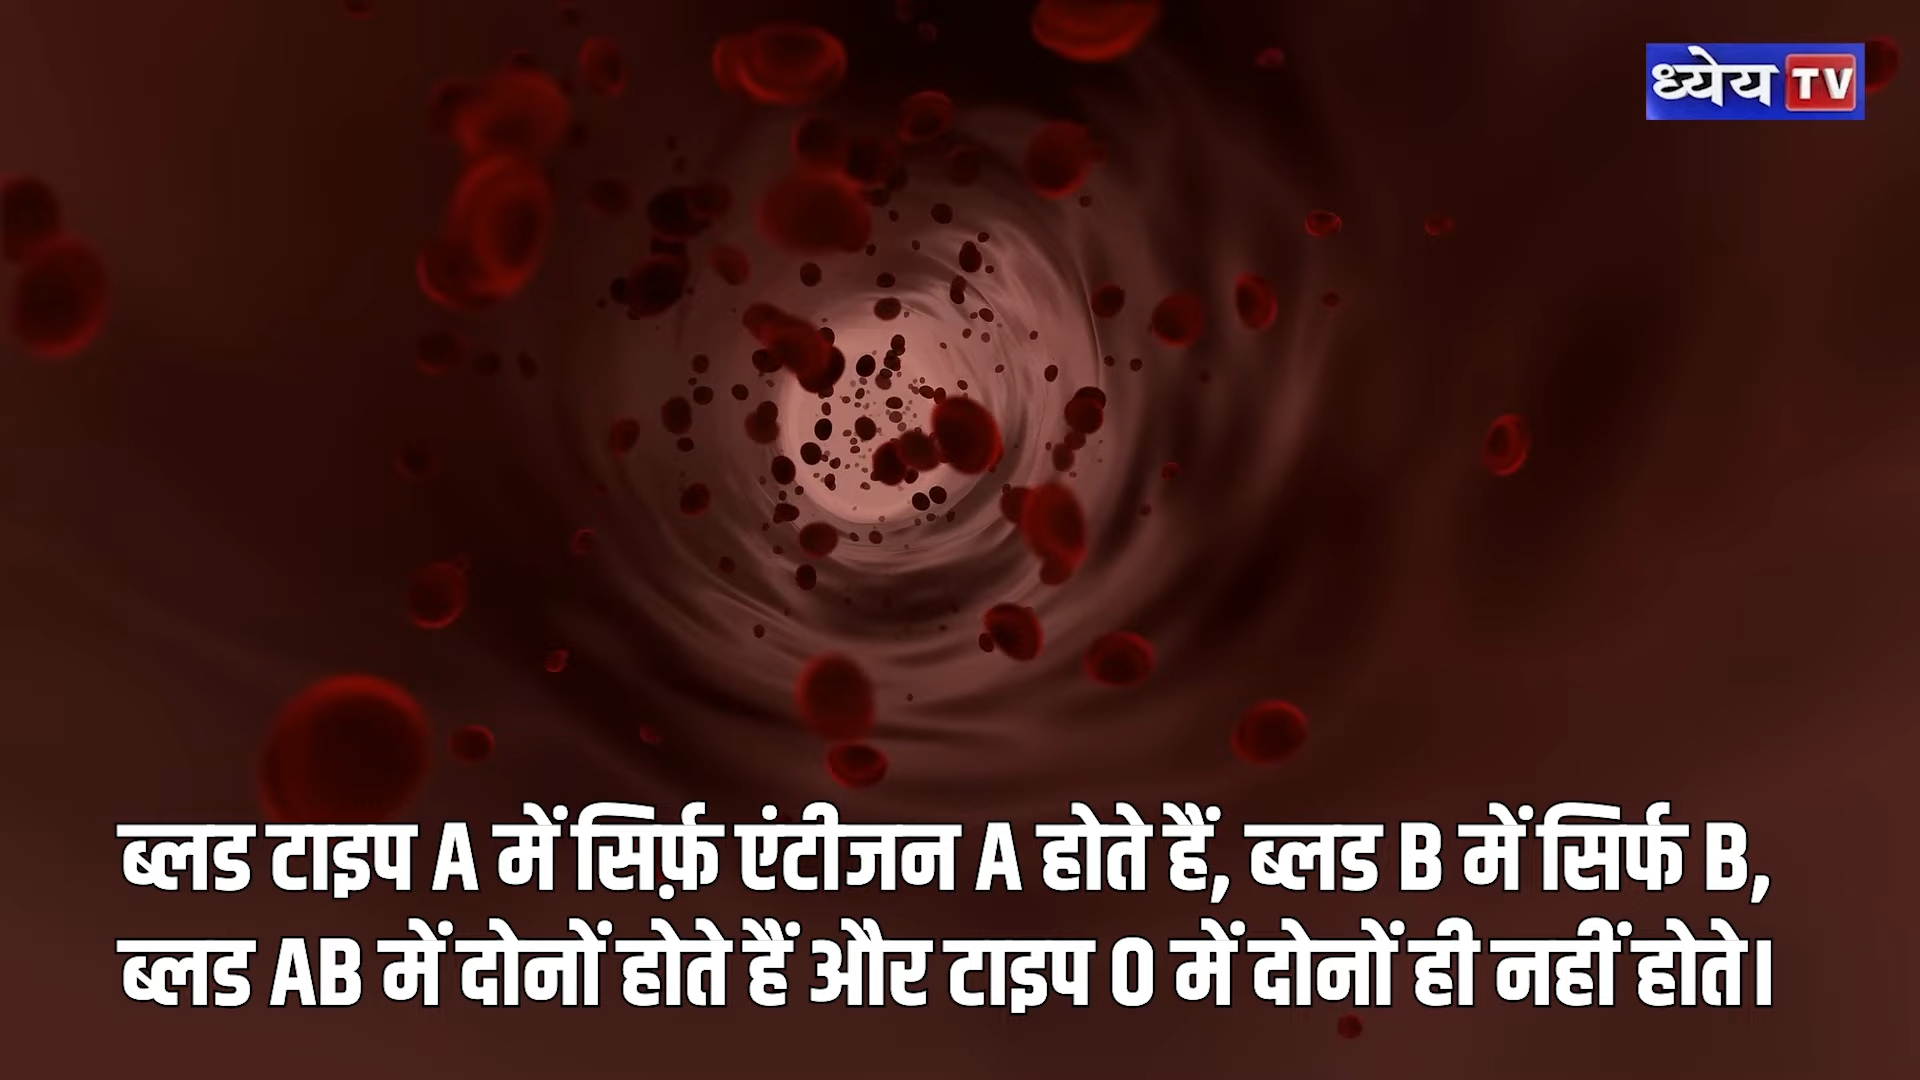 ध्येय TV
ब्लड टाइप A में सिर्फ़ एंटीजन A होते हैं, ब्लड B में सिर्फ B,
ब्लड AB में दोनों होते हैं और टाइप O में दोनों ही नहीं होते।